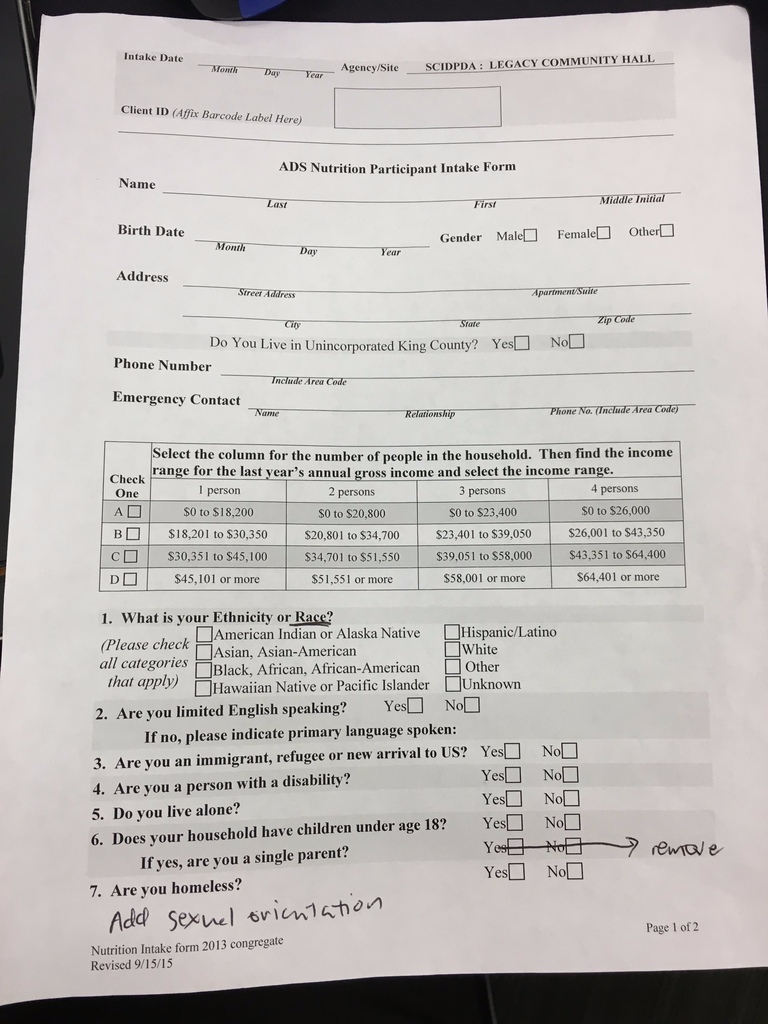 Intake Date Month Day Year Agency/Site SCIDPDA : LEGACY COMMUNITY HALL
Client ID (Affix Barcode Label Here)
ADS Nutrition Participant Intake Form
Name
Last First Middle Initial
Birth Date Gender Male Female Other
Month Day Year
Address
Street Address Apartment/Suite
City State Zip Code
Do You Live in Unincorporated King County? Yes No
Phone Number
Include Area Code
Emergency Contact
Name Relationship Phone No. (Include Area Code)
Check One
Select the column for the number of people in the household. Then find the income
range for the last year's annual gross income and select the income range.
1 person 2 persons 3 persons 4 persons
A $0 to $18,200 $0 to $20,800 $0 to $23,400 $0 to $26,000
B $18,201 to $30,350 $20,801 to $34,700 $23,401 to $39,050 $26,001 to $43,350
C $30,351 to $45,100 $34,701 to $51,550 $39,051 to $58,000 $43,351 to $64,400
D $45,101 or more $51,551 or more $58,001 or more $64,401 or more
1. What is your Ethnicity or Race?
(Please check
all categories
that apply)
American Indian or Alaska Native Hispanic/Latino
Asian, Asian-American White
Black, African, African-American Other
Hawaiian Native or Pacific Islander Unknown
2. Are you limited English speaking? Yes No
If no, please indicate primary language spoken:
3. Are you an immigrant, refugee or new arrival to US? Yes No
4. Are you a person with a disability? Yes No
5. Do you live alone? Yes No
6. Does your household have children under age 18? Yes No
If yes, are you a single parent? Yes No remove
7. Are you homeless? Yes No
Add sexual orientation
Nutrition Intake form 2013 congregate
Revised 9/15/15
Page 1 of 2